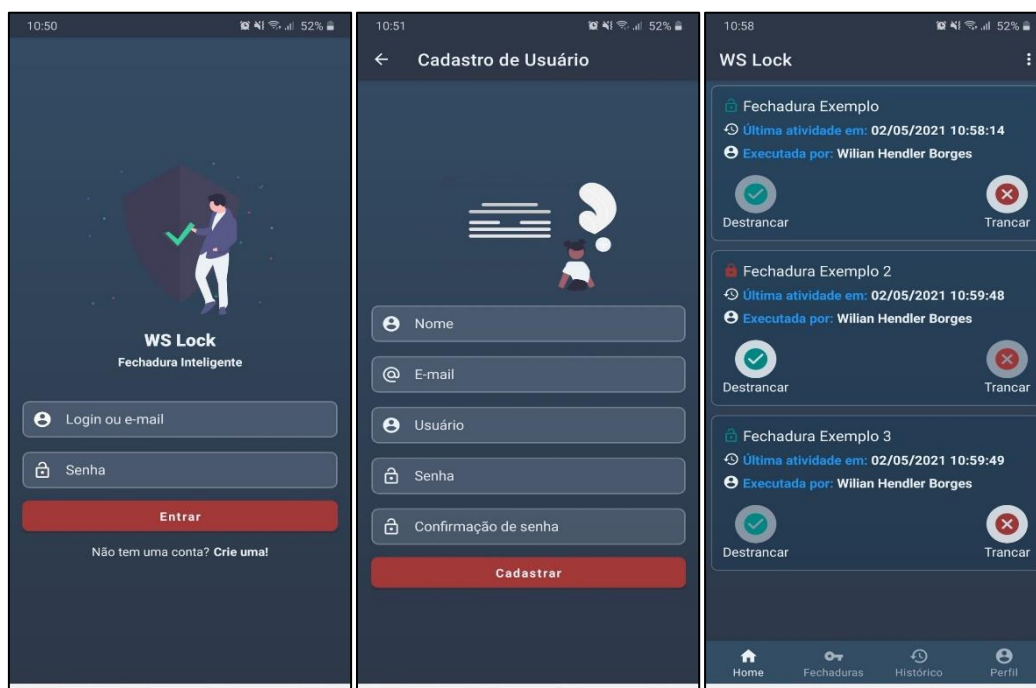 10:50
52%
WS Lock
Fechadura Inteligente
Login ou e-mail
Senha
Entrar
Não tem uma conta? Crie uma!
10:51
52%
Cadastro de Usuário
Nome
E-mail
Usuário
Senha
Confirmação de senha
Cadastrar
10:58
52%
WS Lock
Fechadura Exemplo
Última atividade em: 02/05/2021 10:58:14
Executada por: Wilian Hendler Borges
Destrancar Trancar
Fechadura Exemplo 2
Última atividade em: 02/05/2021 10:59:48
Executada por: Wilian Hendler Borges
Destrancar Trancar
Fechadura Exemplo 3
Última atividade em: 02/05/2021 10:59:49
Executada por: Wilian Hendler Borges
Destrancar Trancar
Home Fechaduras Histórico Perfil